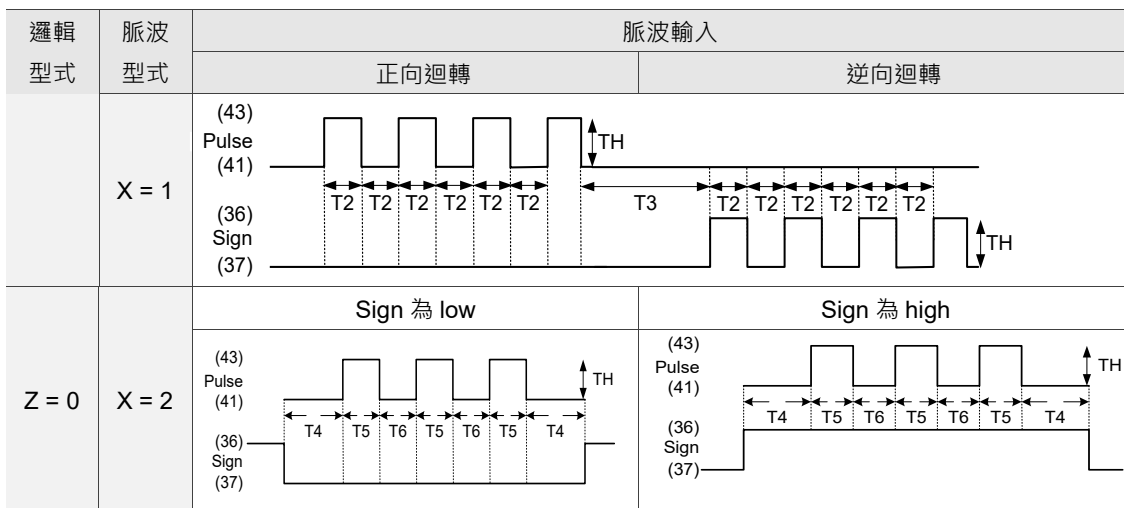 邏輯
型式
脈波
型式
脈波輸入
正向迴轉
逆向迴轉
X = 1
(43)
Pulse
(41)
TH
T2 T2 T2 T2 T2 T2
T3
T2 T2 T2 T2 T2 T2
(36)
Sign
(37)
TH
Z = 0
X = 2
Sign 為 low
Sign 為 high
(43)
Pulse
(41)
TH
T4 T5 T6 T5 T6 T5 T4
(36)
Sign
(37)
(43)
Pulse
(41)
TH
T4 T5 T6 T5 T6 T5 T4
(36)
Sign
(37)